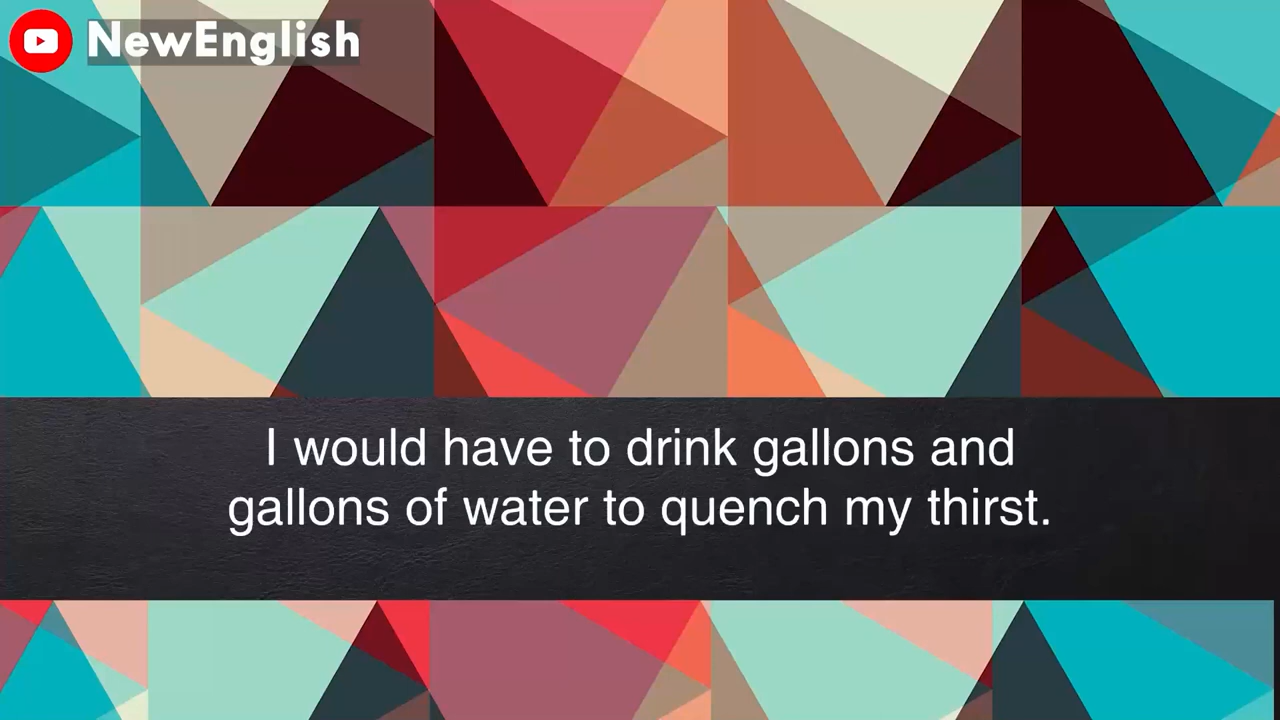 NewEnglish
I would have to drink gallons and
gallons of water to quench my thirst.